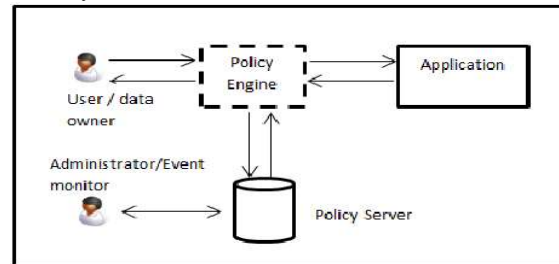 Policy
Engine
Application
User / data
owner
Administrator/Event
monitor
Policy Server